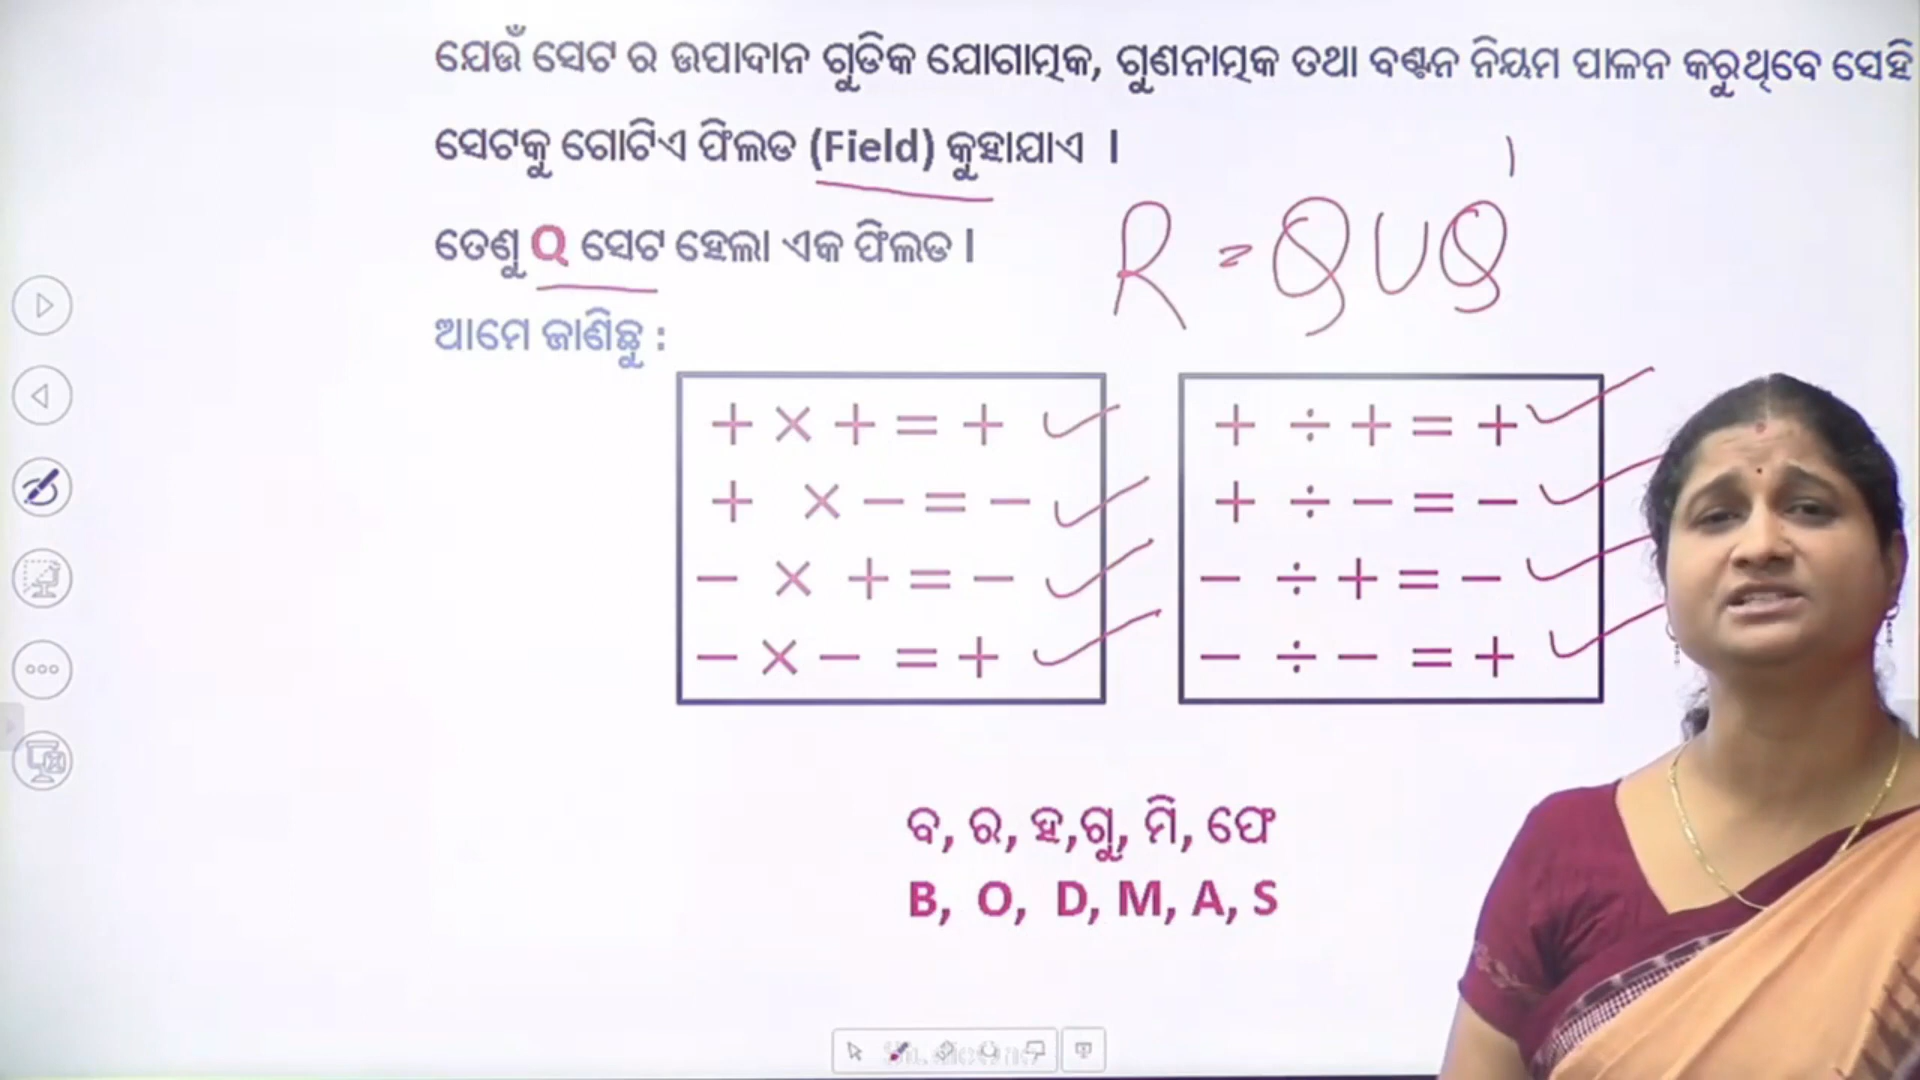 ଯେଉଁ ସେଟ ର ଉପାଦାନ ଗୁଡିକ ଯୋଗାତ୍ମକ, ଗୁଣନାତ୍ମକ ତଥା ବଣ୍ଟନ ନିୟମ ପାଳନ କରୁଥିବେ ସେହି
ସେଟକୁ ଗୋଟିଏ ଫିଲଡ (Field) କୁହାଯାଏ ।
ତେଣୁ Q ସେଟ ହେଲା ଏକ ଫିଲଡ ।
R = Q U Q'
ଆମେ ଜାଣିଛୁ :
+ × + = +
+ × − = −
− × + = −
− × − = +
+ ÷ + = +
+ ÷ − = −
− ÷ + = −
− ÷ − = +
ବ, ର, ହ,ଗୁ, ମି, ଫେ
B, O, D, M, A, S